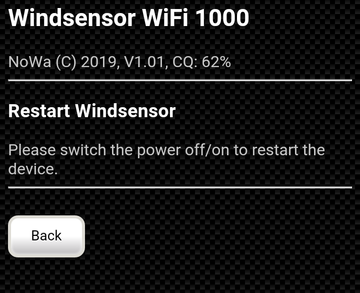 Windsensor WiFi 1000
NoWa (C) 2019, V1.01, CQ: 62%
Restart Windsensor
Please switch the power off/on to restart the
device.
Back